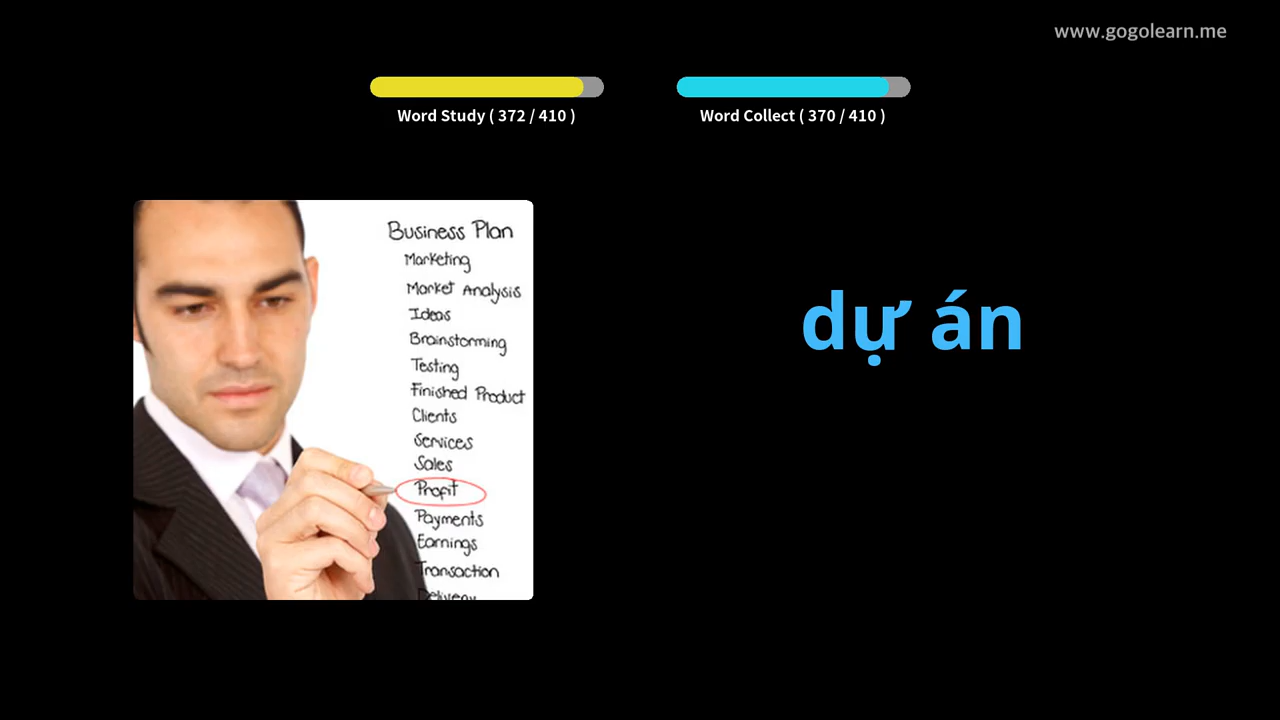 www.gogolearn.me
Word Study ( 372 / 410 )
Word Collect ( 370 / 410 )
Business Plan
Marketing
Market Analysis
Ideas
Brainstorming
Testing
Finished Product
Clients
Services
Sales
Profit
Payments
Earnings
Transaction
Delivery
dự án